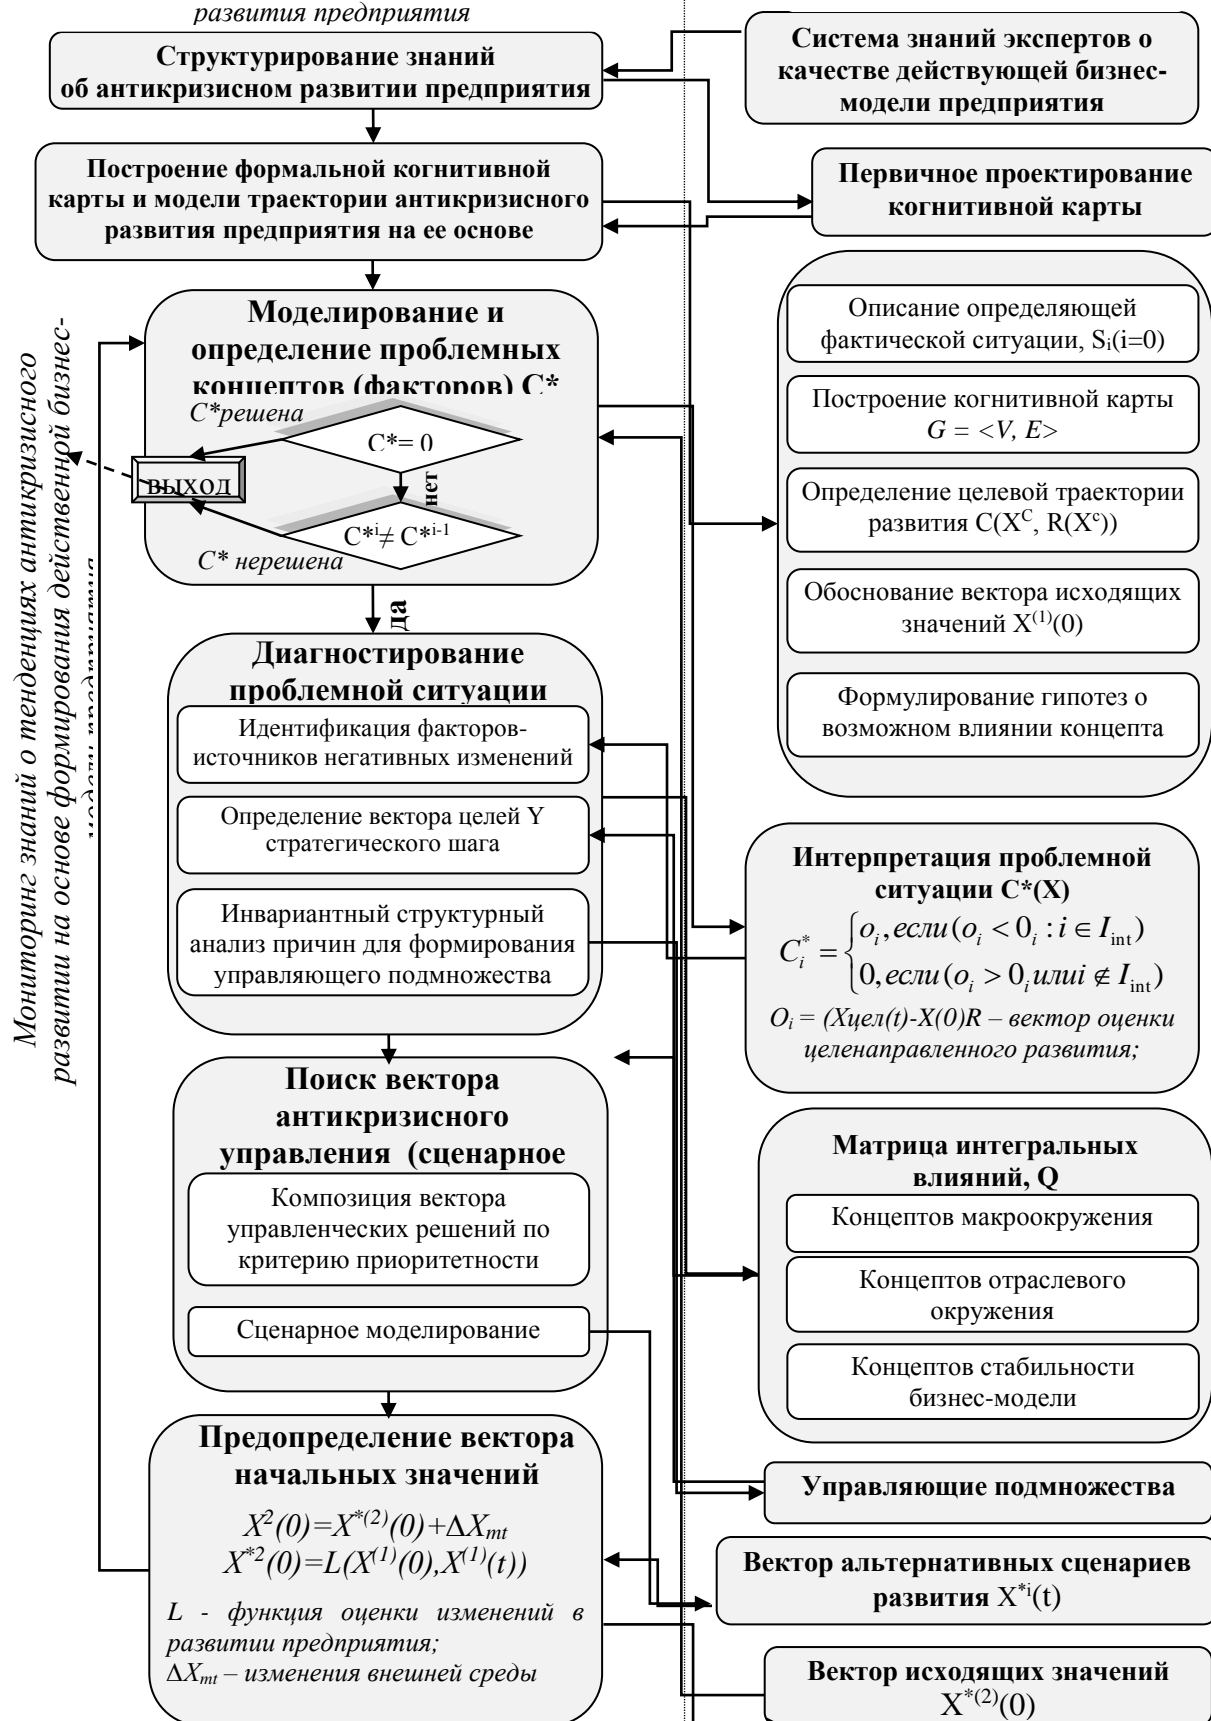 развития предприятия
Структурирование знаний
об антикризисном развитии предприятия
Построение формальной когнитивной
карты и модели траектории антикризисного
развития предприятия на ее основе
Моделирование и
определение проблемных
концептов (факторов) C*
C*решена
C*= 0
нет
выход
C*ⁱ≠ C*ⁱ⁻¹
C* нерешена
да
Диагностирование
проблемной ситуации
Идентификация факторов-
источников негативных изменений
Определение вектора целей Y
стратегического шага
Инвариантный структурный
анализ причин для формирования
управляющего подмножества
Поиск вектора
антикризисного
управления (сценарное
Композиция вектора
управленческих решений по
критерию приоритетности
Сценарное моделирование
Предопределение вектора
начальных значений
X²(0)=X*⁽²⁾(0)+ΔXmt
X*²(0)=L(X⁽¹⁾(0),X⁽¹⁾(t))
L - функция оценки изменений в
развитии предприятия;
ΔXmt – изменения внешней среды
Мониторинг знаний о тенденциях антикризисного
развитии на основе формирования действенной бизнес-
модели предприятия
Система знаний экспертов о
качестве действующей бизнес-
модели предприятия
Первичное проектирование
когнитивной карты
Описание определяющей
фактической ситуации, Si(i=0)
Построение когнитивной карты
G = <V, E>
Определение целевой траектории
развития C(X^C, R(X^c))
Обоснование вектора исходящих
значений X⁽¹⁾(0)
Формулирование гипотез о
возможном влиянии концепта
Интерпретация проблемной
ситуации C*(X)
C*i = { oi, если (oi < 0i : i ∈ Iint)
0, если (oi > 0i или i ∉ Iint)
Oi = (Xцел(t)-X(0)R – вектор оценки
целенаправленного развития;
Матрица интегральных
влияний, Q
Концептов макроокружения
Концептов отраслевого
окружения
Концептов стабильности
бизнес-модели
Управляющие подмножества
Вектор альтернативных сценариев
развития X*ⁱ(t)
Вектор исходящих значений
X*⁽²⁾(0)